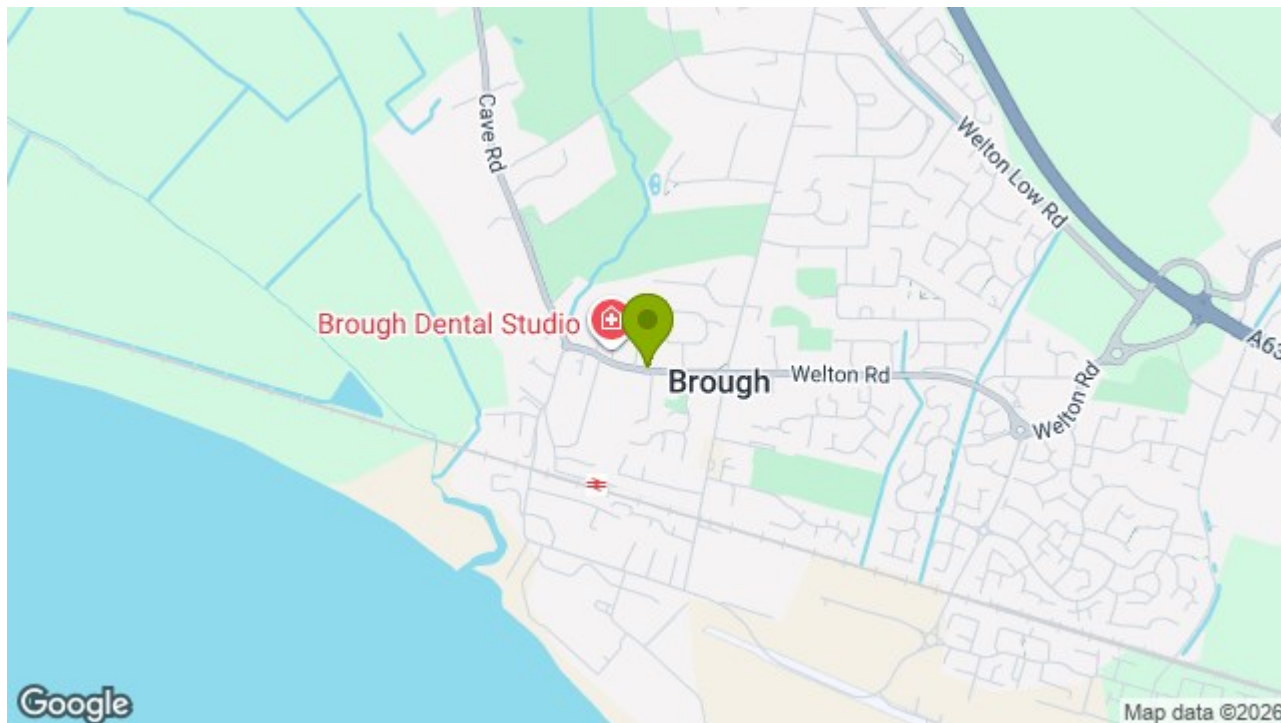 Cave Rd
Welton Low Rd
Brough Dental Studio
A63
Brough
Welton Rd
Welton Rd
Google
Map data ©2026